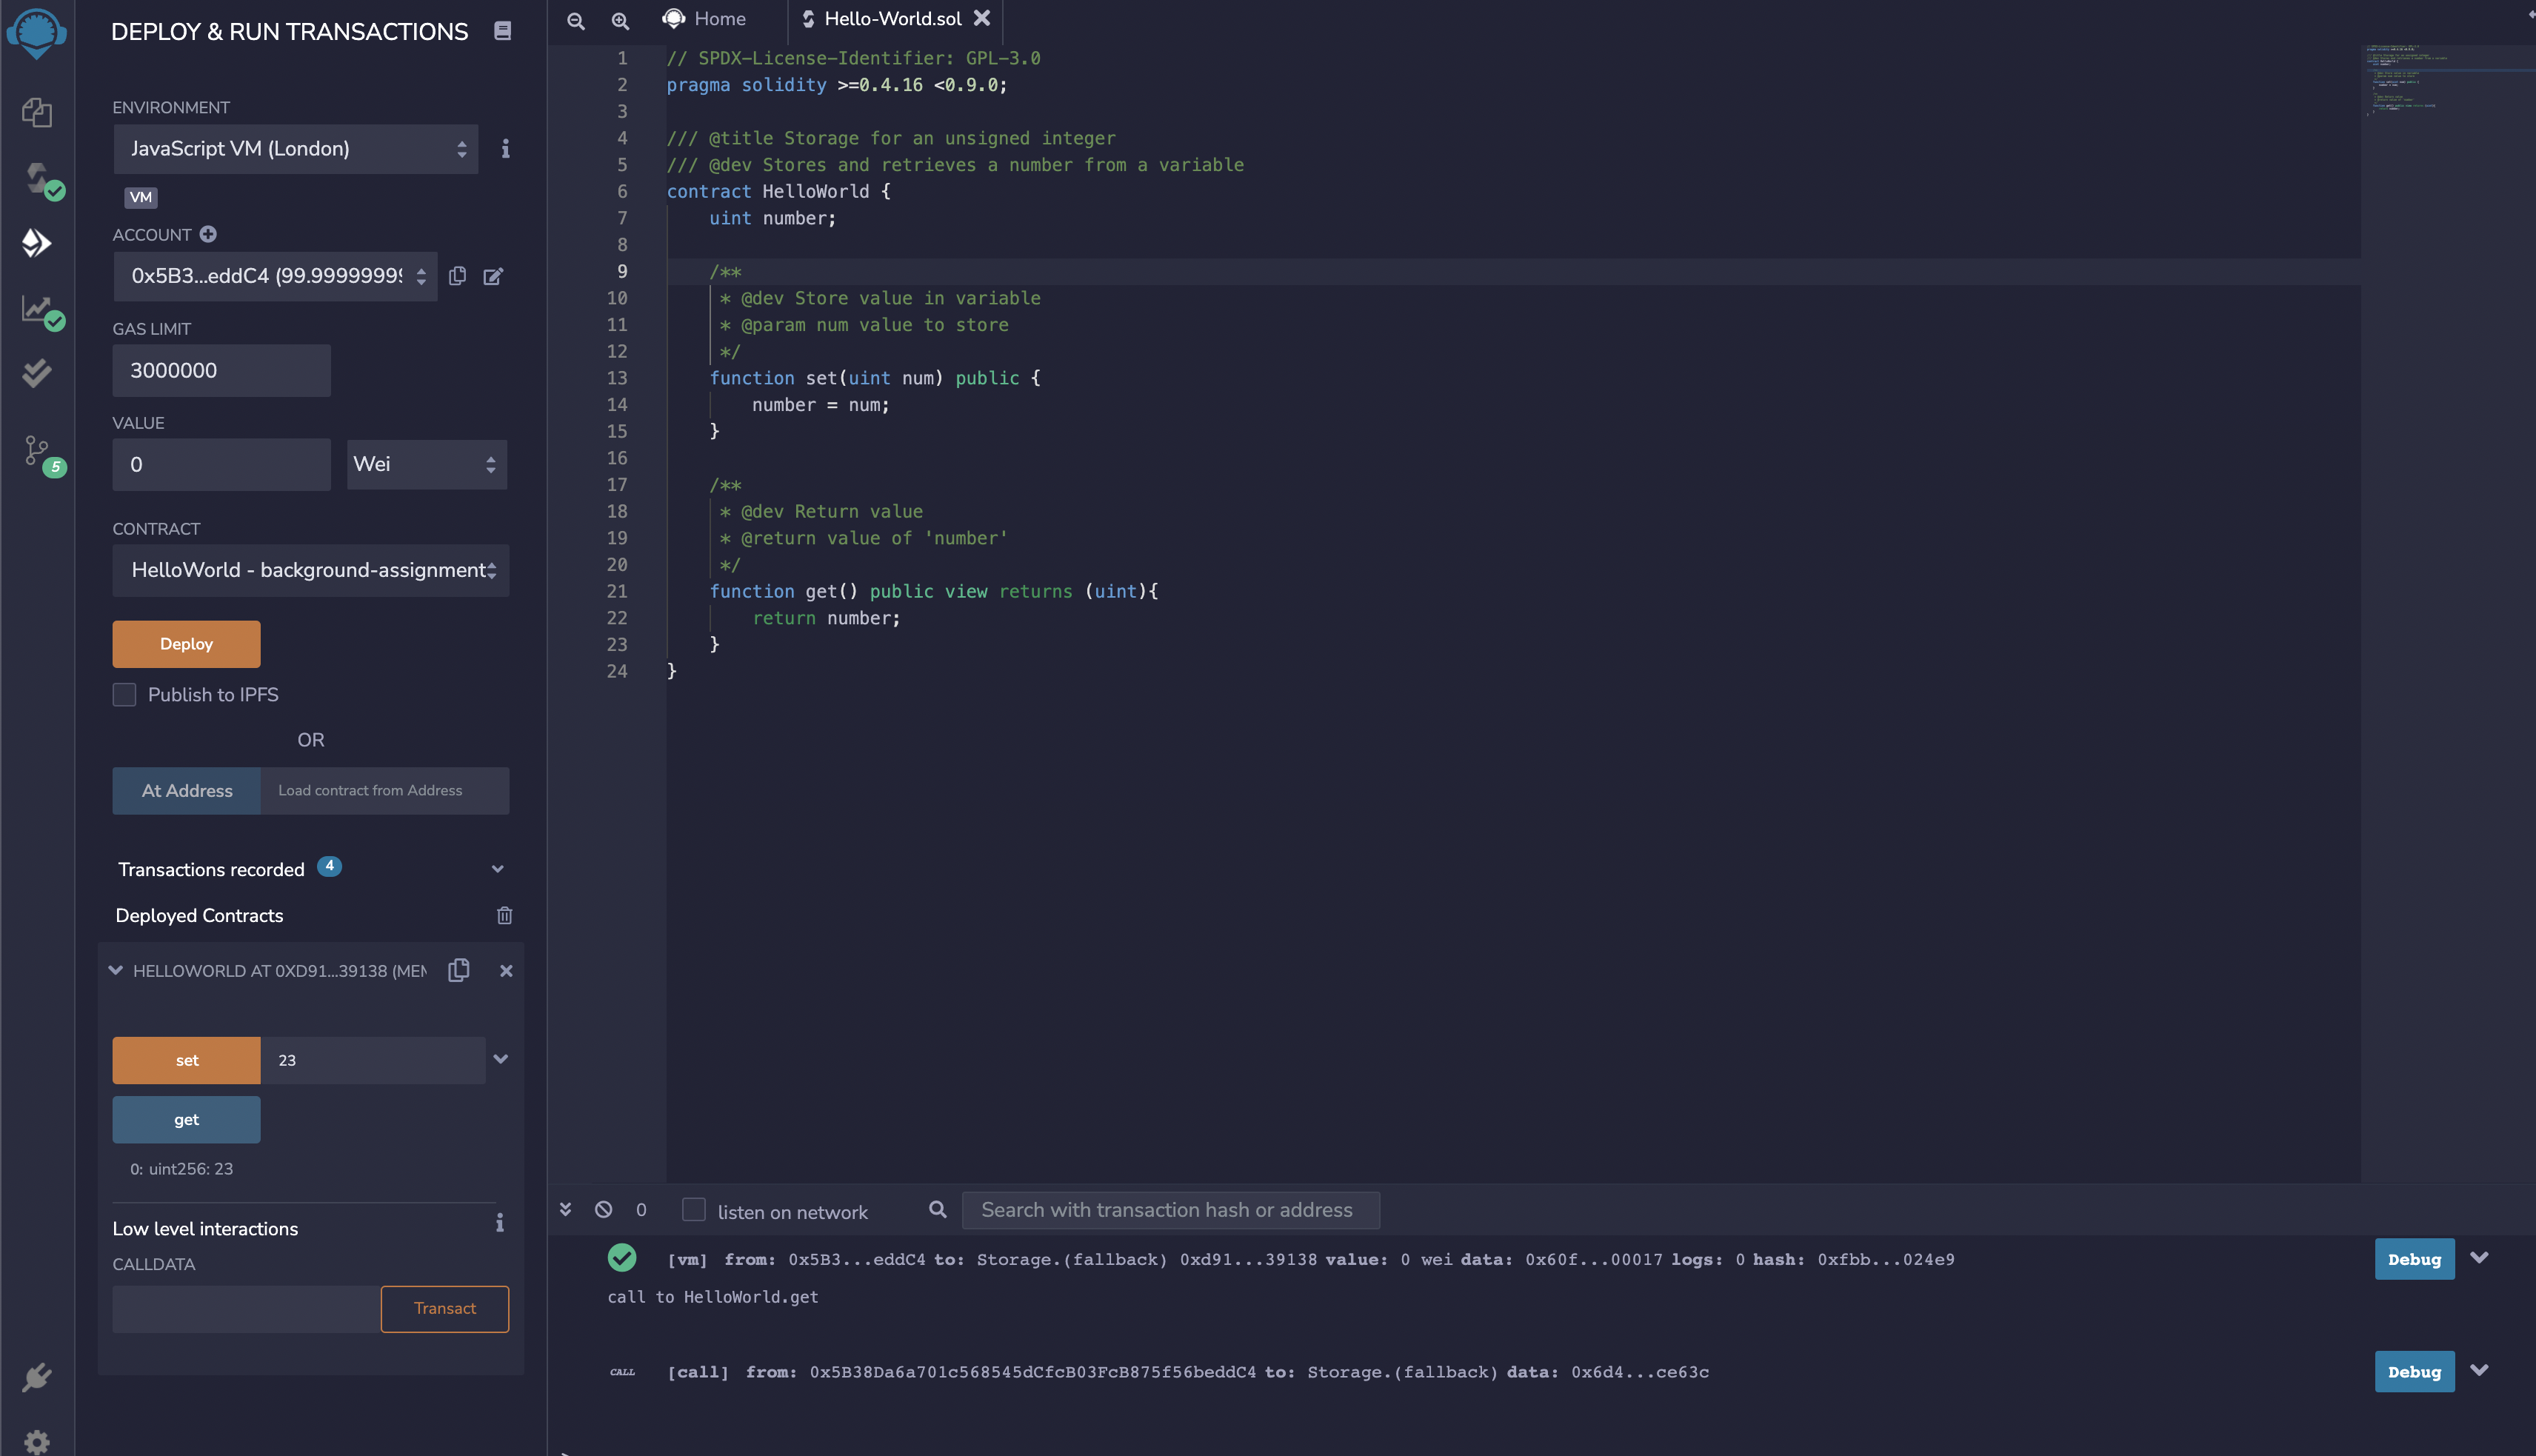 DEPLOY & RUN TRANSACTIONS
ENVIRONMENT
JavaScript VM (London)
VM
ACCOUNT
0x5B3...eddC4 (99.9999999
GAS LIMIT
3000000
VALUE
0
Wei
CONTRACT
HelloWorld - background-assignment
Deploy
Publish to IPFS
OR
At Address
Load contract from Address
Transactions recorded 4
Deployed Contracts
HELLOWORLD AT 0XD91...39138 (MEM
set
23
get
0: uint256: 23
Low level interactions
CALLDATA
Transact
5
Home
Hello-World.sol
1 // SPDX-License-Identifier: GPL-3.0
2 pragma solidity >=0.4.16 <0.9.0;
3
4 /// @title Storage for an unsigned integer
5 /// @dev Stores and retrieves a number from a variable
6 contract HelloWorld {
7     uint number;
8
9     /**
10      * @dev Store value in variable
11      * @param num value to store
12      */
13     function set(uint num) public {
14         number = num;
15     }
16
17     /**
18      * @dev Return value
19      * @return value of 'number'
20      */
21     function get() public view returns (uint){
22         return number;
23     }
24 }
0
listen on network
Search with transaction hash or address
[vm] from: 0x5B3...eddC4 to: Storage.(fallback) 0xd91...39138 value: 0 wei data: 0x60f...00017 logs: 0 hash: 0xfbb...024e9
Debug
call to HelloWorld.get
CALL [call] from: 0x5B38Da6a701c568545dCfcB03FcB875f56beddC4 to: Storage.(fallback) data: 0x6d4...ce63c
Debug